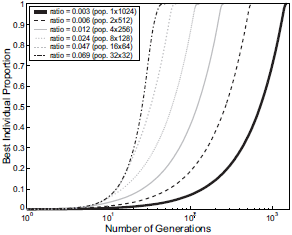 ratio = 0.003 (pop. 1x1024)
ratio = 0.006 (pop. 2x512)
ratio = 0.012 (pop. 4x256)
ratio = 0.024 (pop. 8x128)
ratio = 0.047 (pop. 16x64)
ratio = 0.069 (pop. 32x32)
Best Individual Proportion
1
0.9
0.8
0.7
0.6
0.5
0.4
0.3
0.2
0.1
0
10^0
10^1
10^2
10^3
Number of Generations